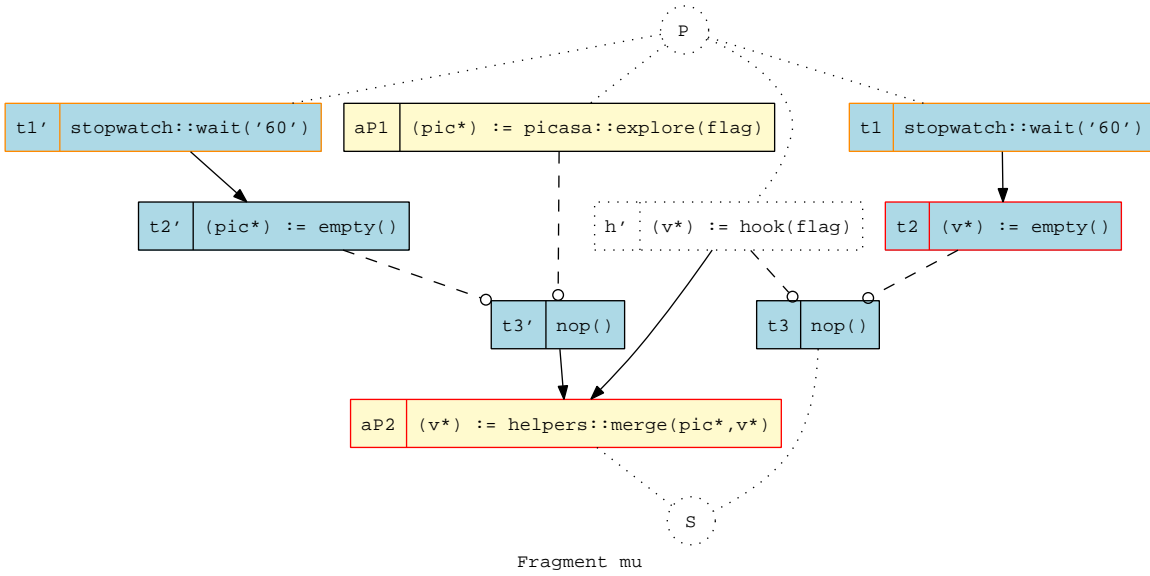 P
t1’ stopwatch::wait(’60’)
aP1 (pic*) := picasa::explore(flag)
t1 stopwatch::wait(’60’)
t2’ (pic*) := empty()
h’ (v*) := hook(flag)
t2 (v*) := empty()
t3’ nop()
t3 nop()
aP2 (v*) := helpers::merge(pic*,v*)
S
Fragment mu